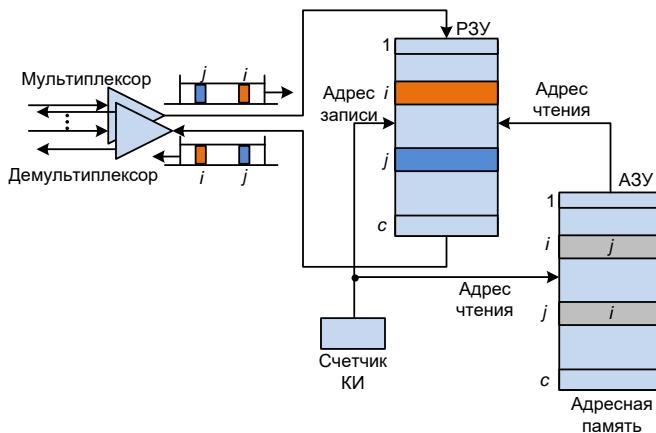 РЗУ
1
Мультиплексор
j
i
Адрес
записи
i
Адрес
чтения
Демультиплексор
i
j
j
АЗУ
1
c
i
j
Адрес
чтения
j
i
Счетчик
КИ
c
Адресная
память